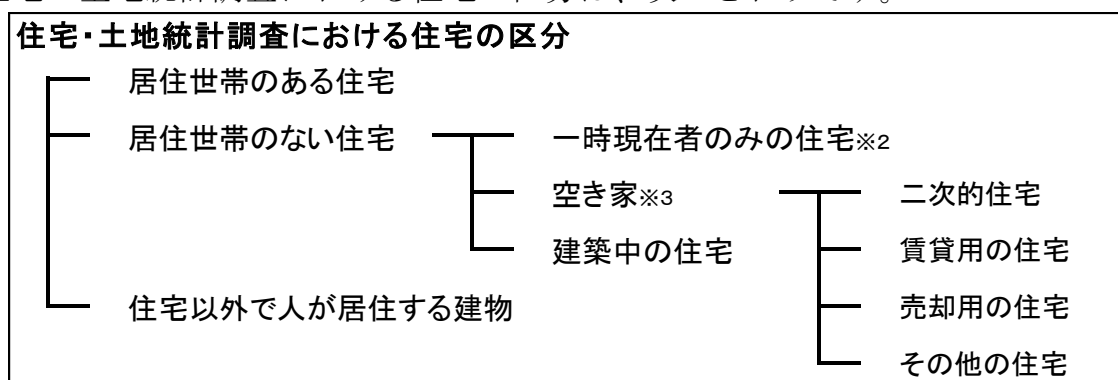 住宅・土地統計調査における住宅の区分
居住世帯のある住宅
居住世帯のない住宅 一時現在者のみの住宅※2
空き家※3 二次的住宅
建築中の住宅 賃貸用の住宅
住宅以外で人が居住する建物 売却用の住宅
その他の住宅